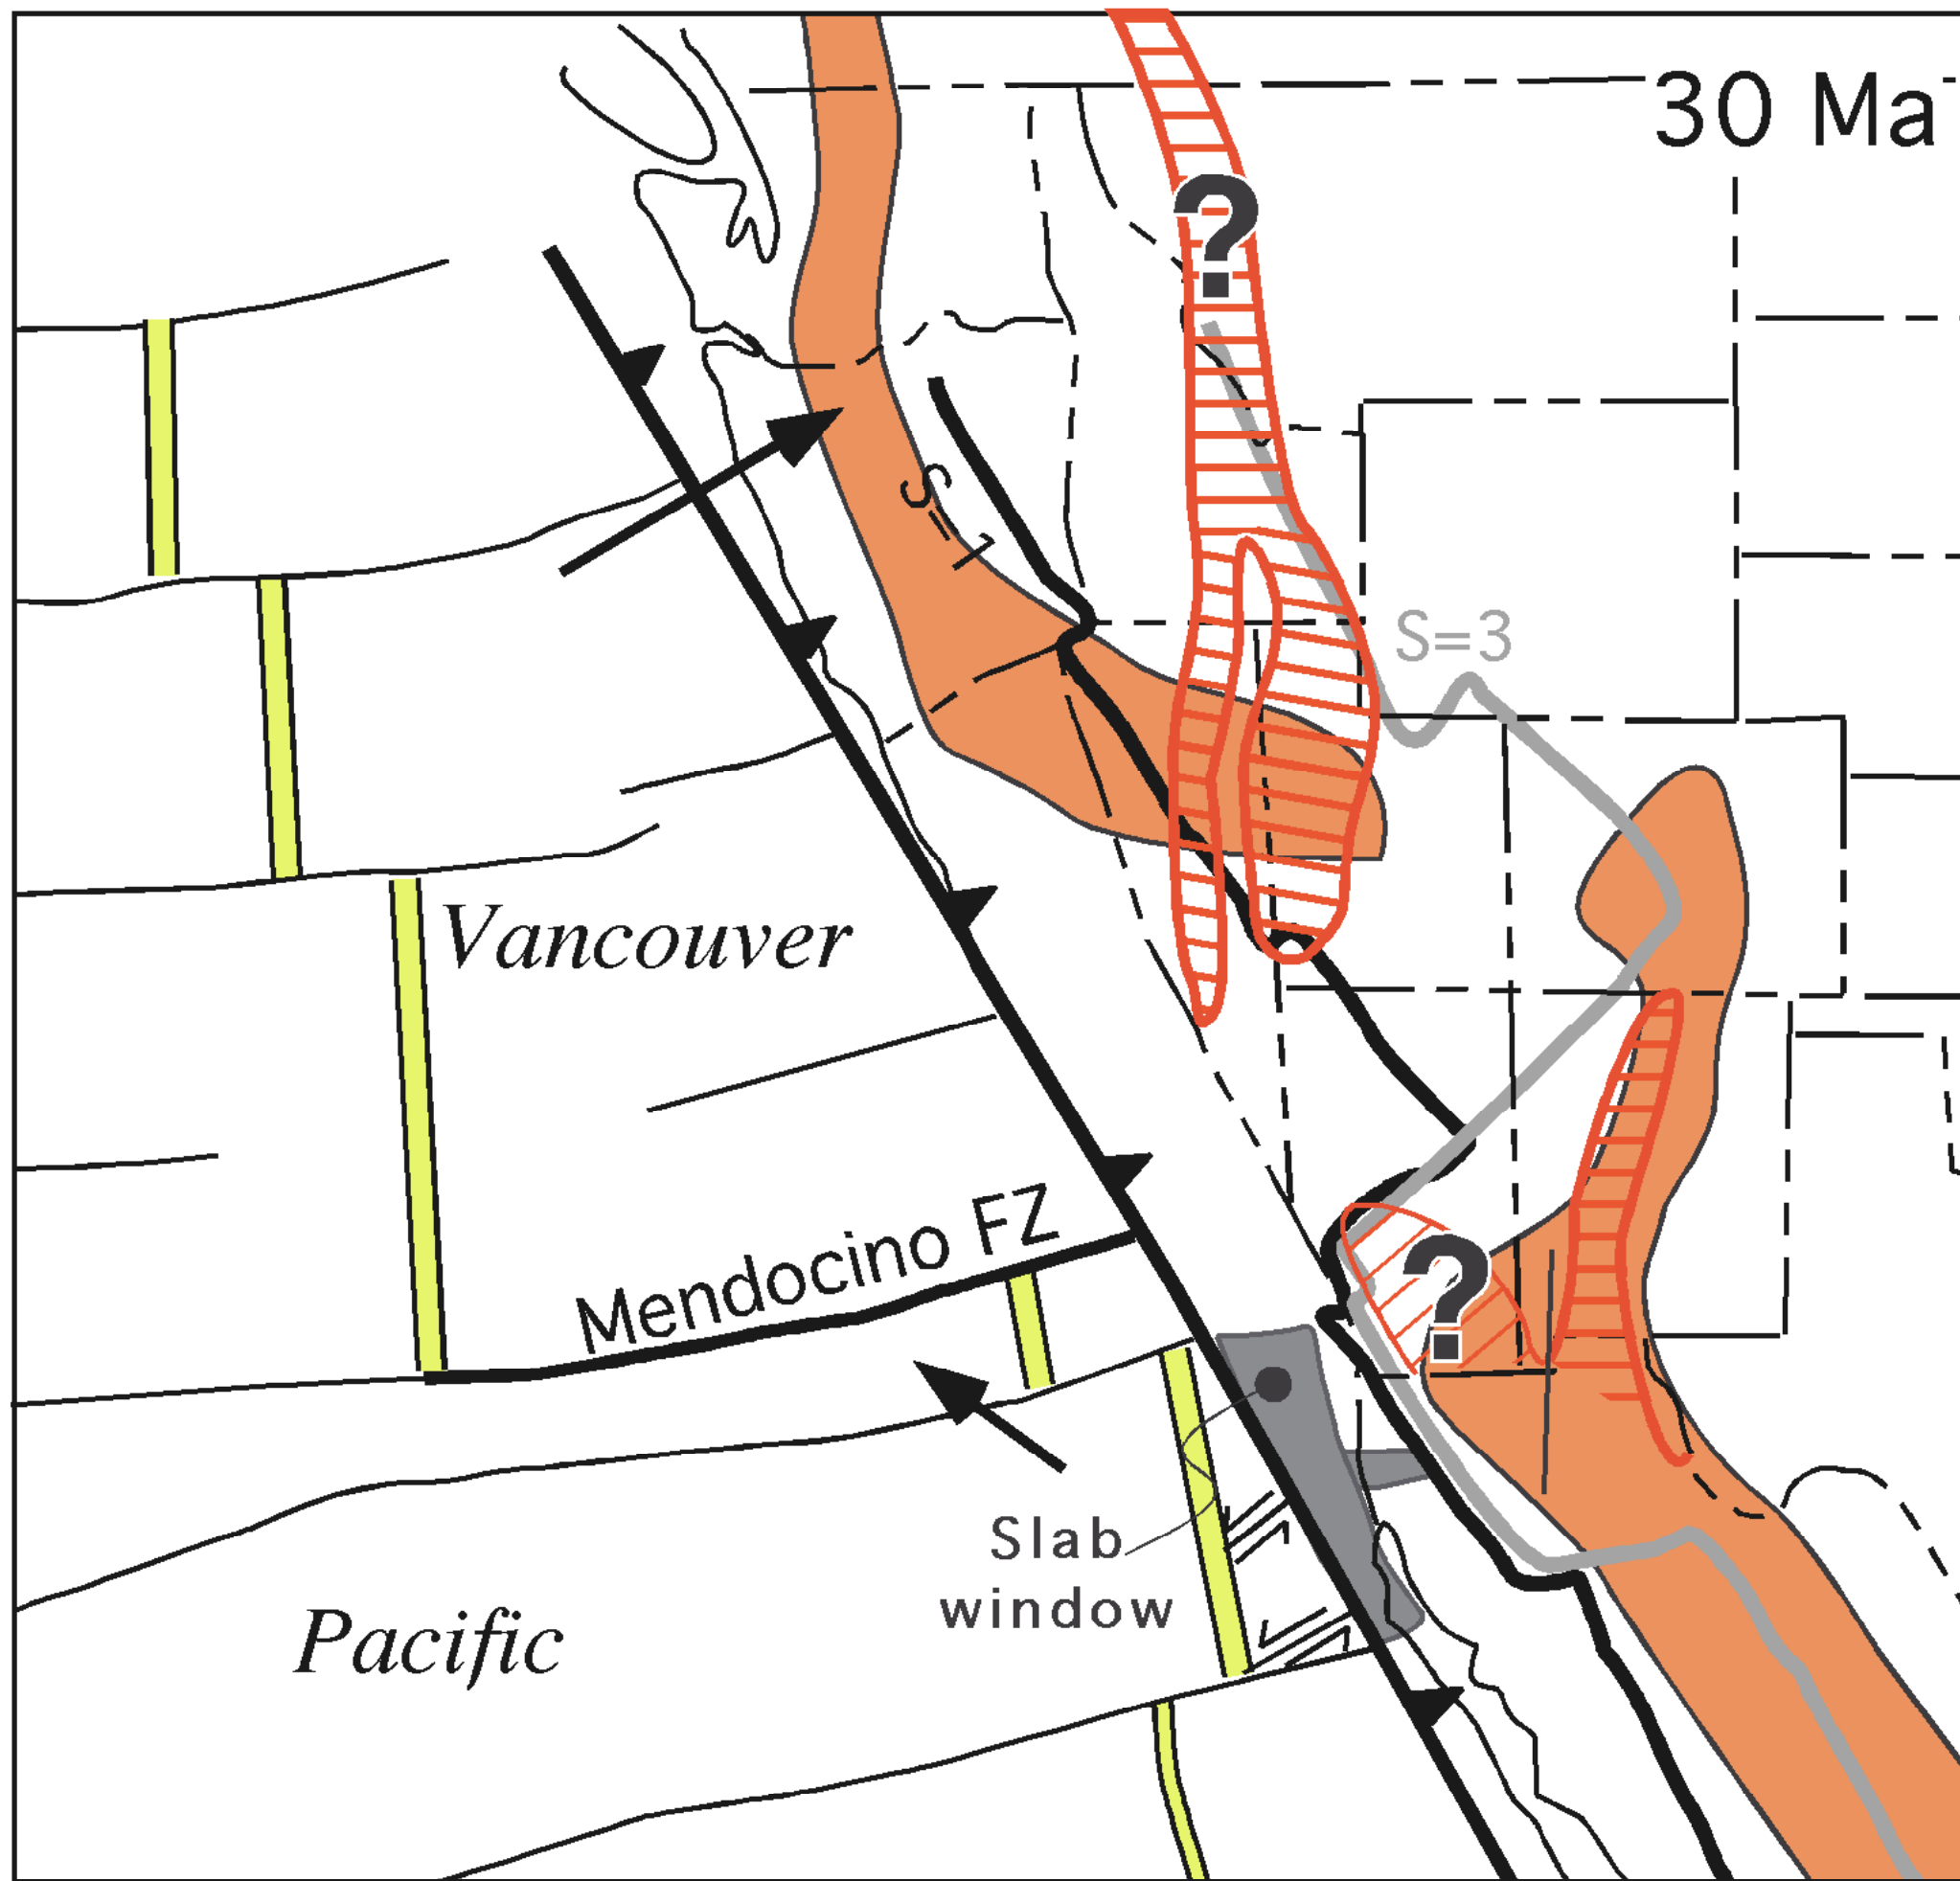 30 Ma
?
S-1
S=3
Vancouver
Mendocino FZ
?
Slab
window
Pacific